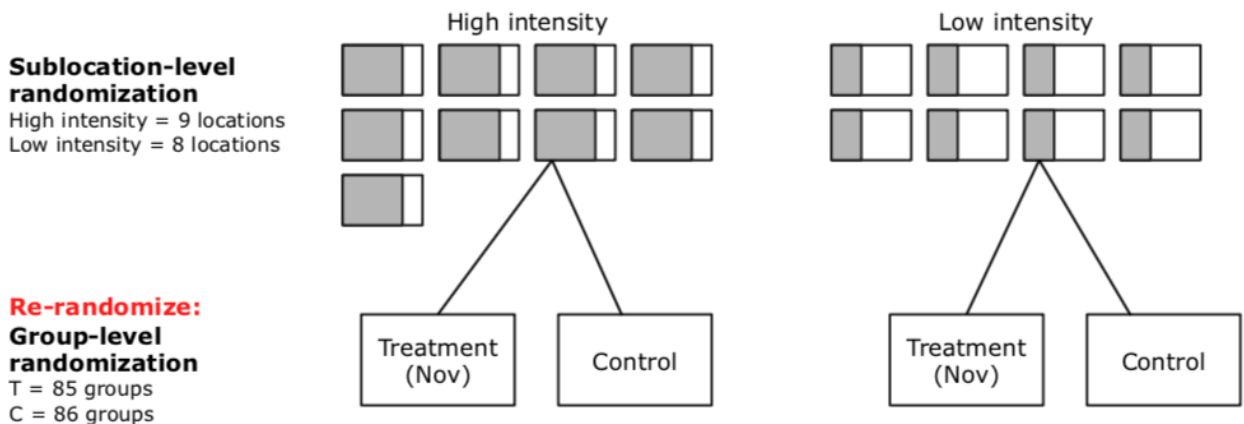 High intensity
Low intensity
Sublocation-level
randomization
High intensity = 9 locations
Low intensity = 8 locations
Re-randomize:
Group-level
randomization
T = 85 groups
C = 86 groups
Treatment
(Nov)
Control
Treatment
(Nov)
Control